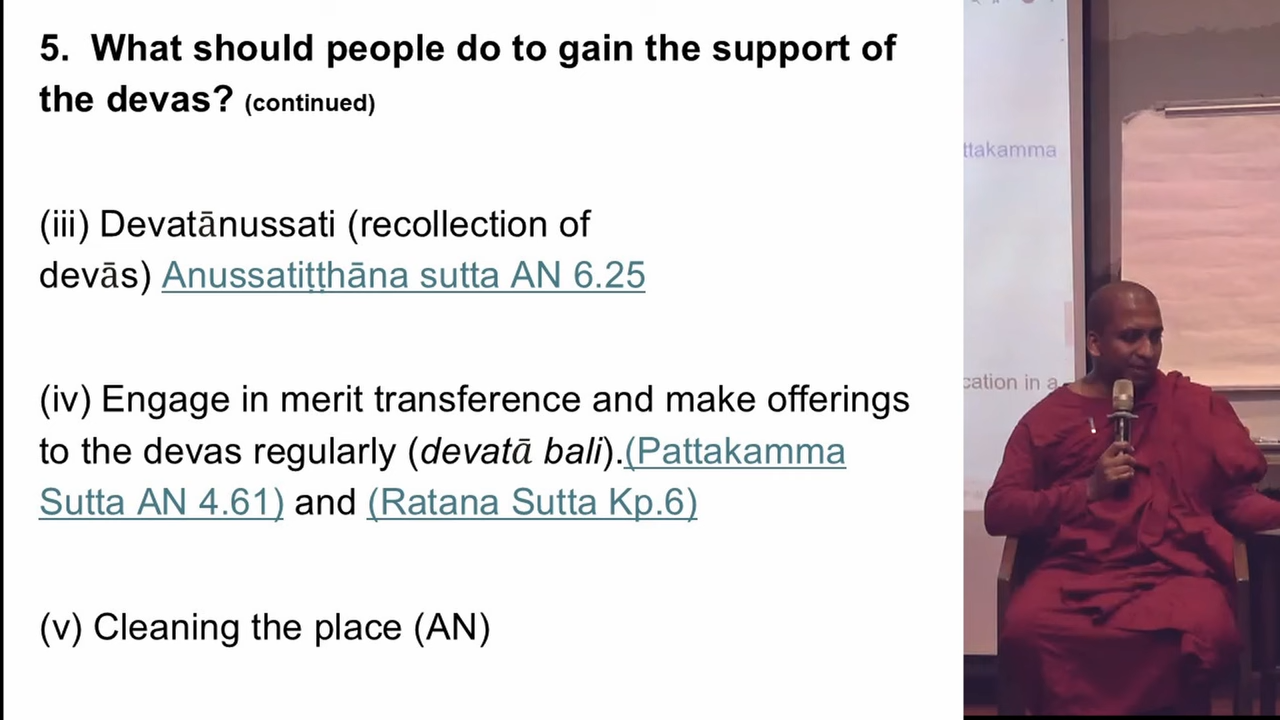 5. What should people do to gain the support of
the devas? (continued)
(iii) Devatānussati (recollection of
devās) Anussatiṭṭhāna sutta AN 6.25
(iv) Engage in merit transference and make offerings
to the devas regularly (devatā bali).(Pattakamma
Sutta AN 4.61) and (Ratana Sutta Kp.6)
(v) Cleaning the place (AN)
ttakamma
cation in a